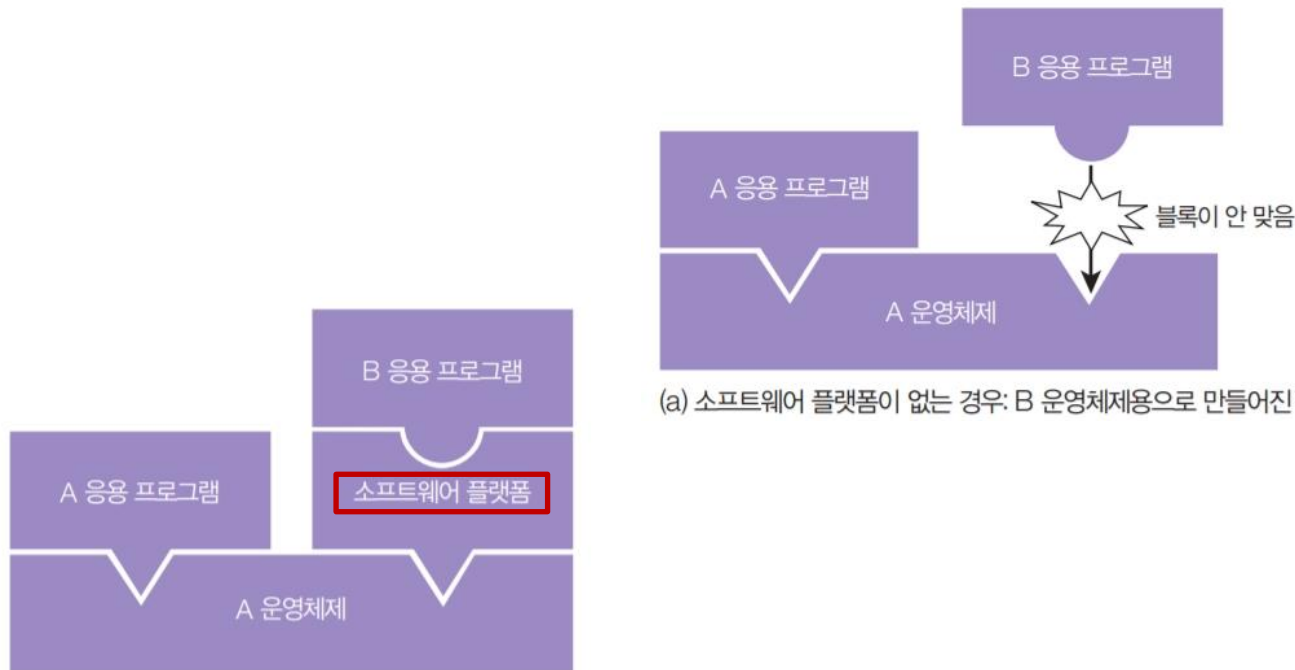 B 응용 프로그램
A 응용 프로그램
블록이 안 맞음
A 운영체제
(a) 소프트웨어 플랫폼이 없는 경우: B 운영체제용으로 만들어진
B 응용 프로그램
A 응용 프로그램
소프트웨어 플랫폼
A 운영체제